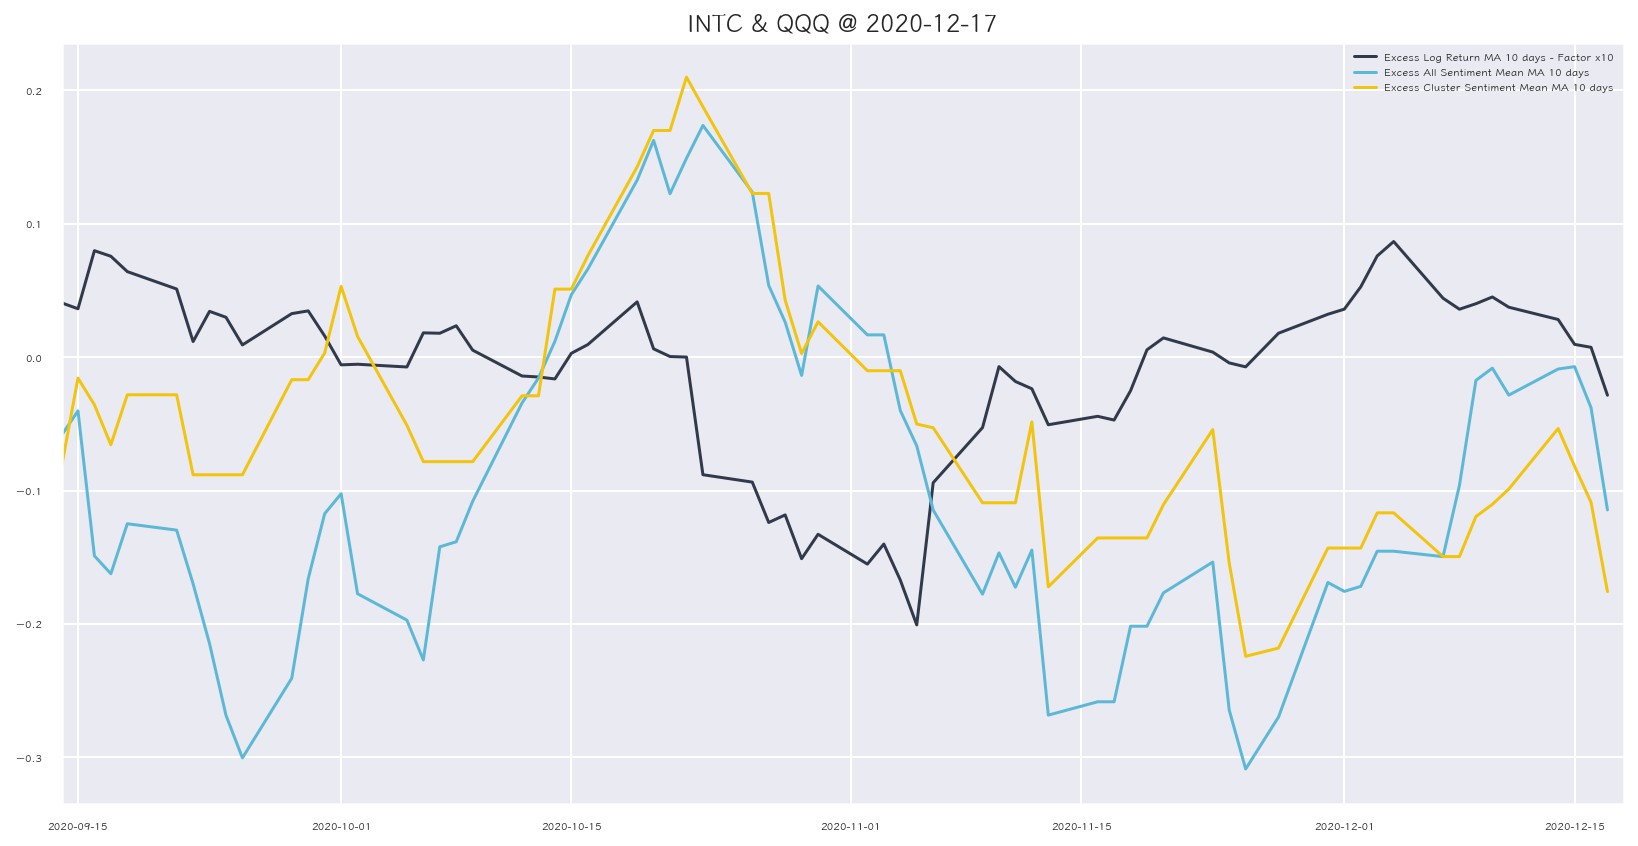 INTC & QQQ @ 2020-12-17
Excess Log Return MA 10 days - Factor x10
Excess All Sentiment Mean MA 10 days
Excess Cluster Sentiment Mean MA 10 days
0.2
0.1
0.0
−0.1
−0.2
−0.3
2020-09-15 2020-10-01 2020-10-15 2020-11-01 2020-11-15 2020-12-01 2020-12-15